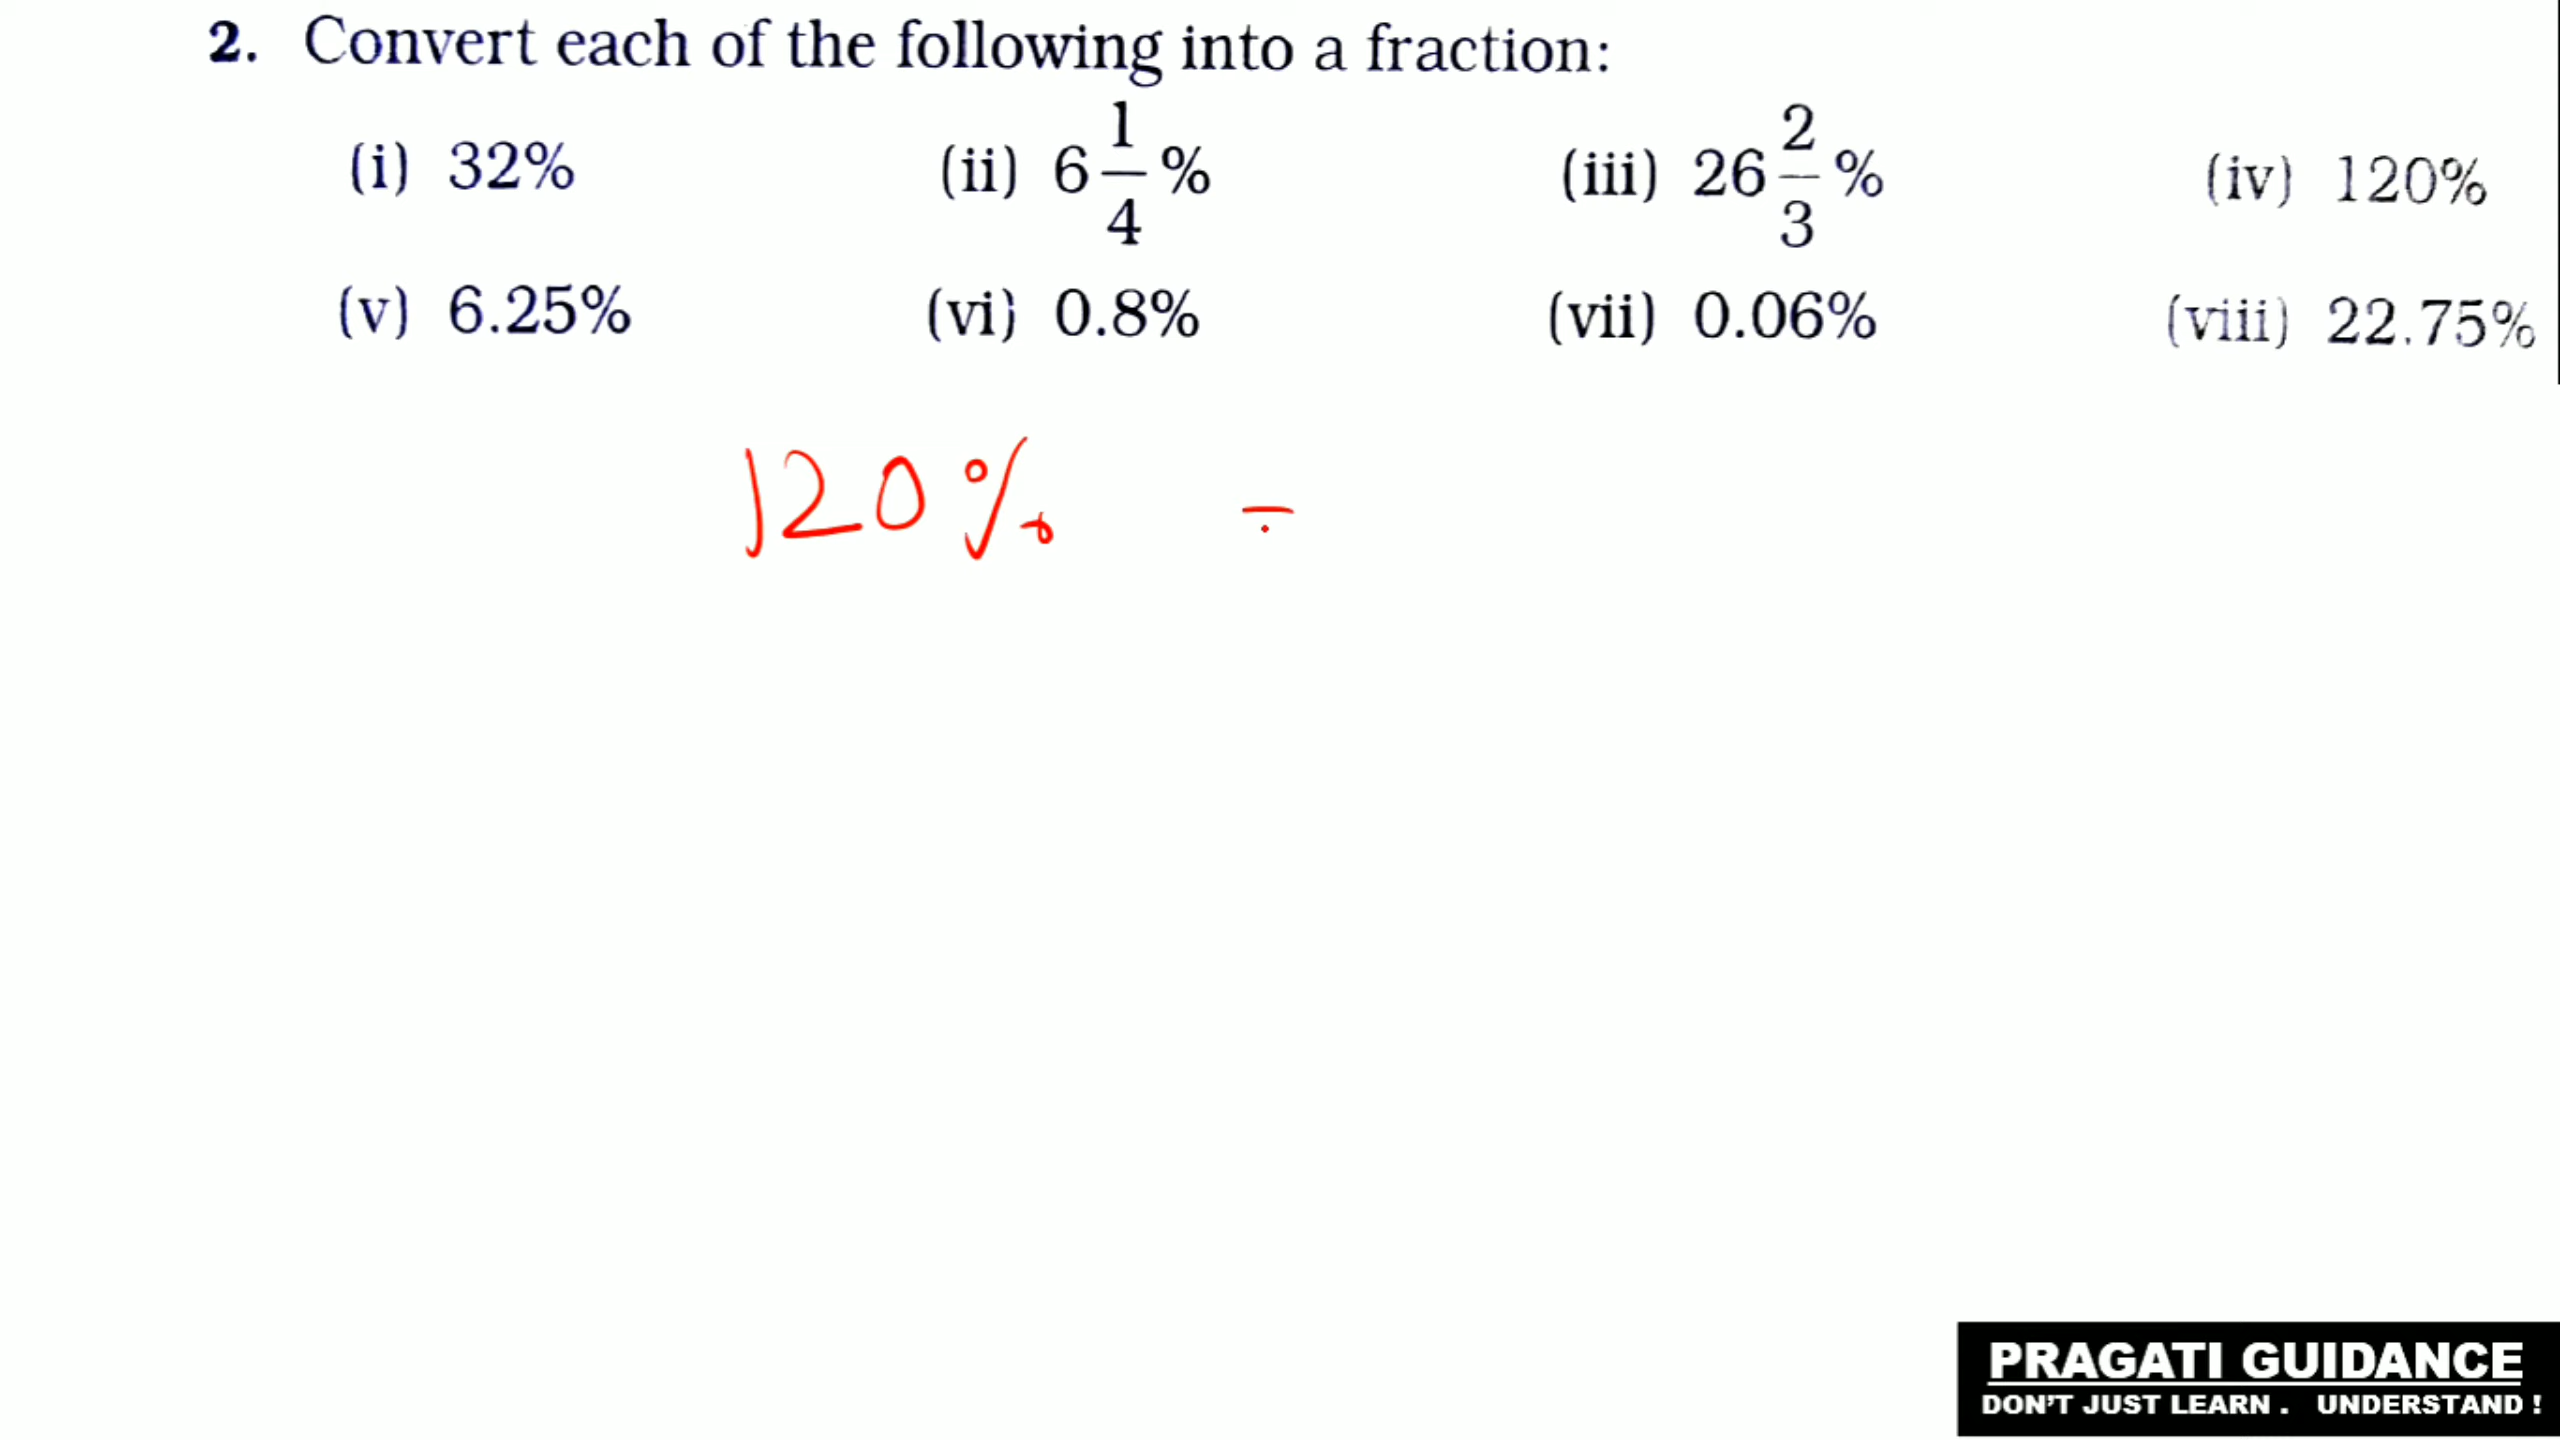 2. Convert each of the following into a fraction:
(i) 32% (ii) 6 1/4 % (iii) 26 2/3 % (iv) 120%
(v) 6.25% (vi) 0.8% (vii) 0.06% (viii) 22.75%
120%
PRAGATI GUIDANCE
DON'T JUST LEARN . UNDERSTAND !